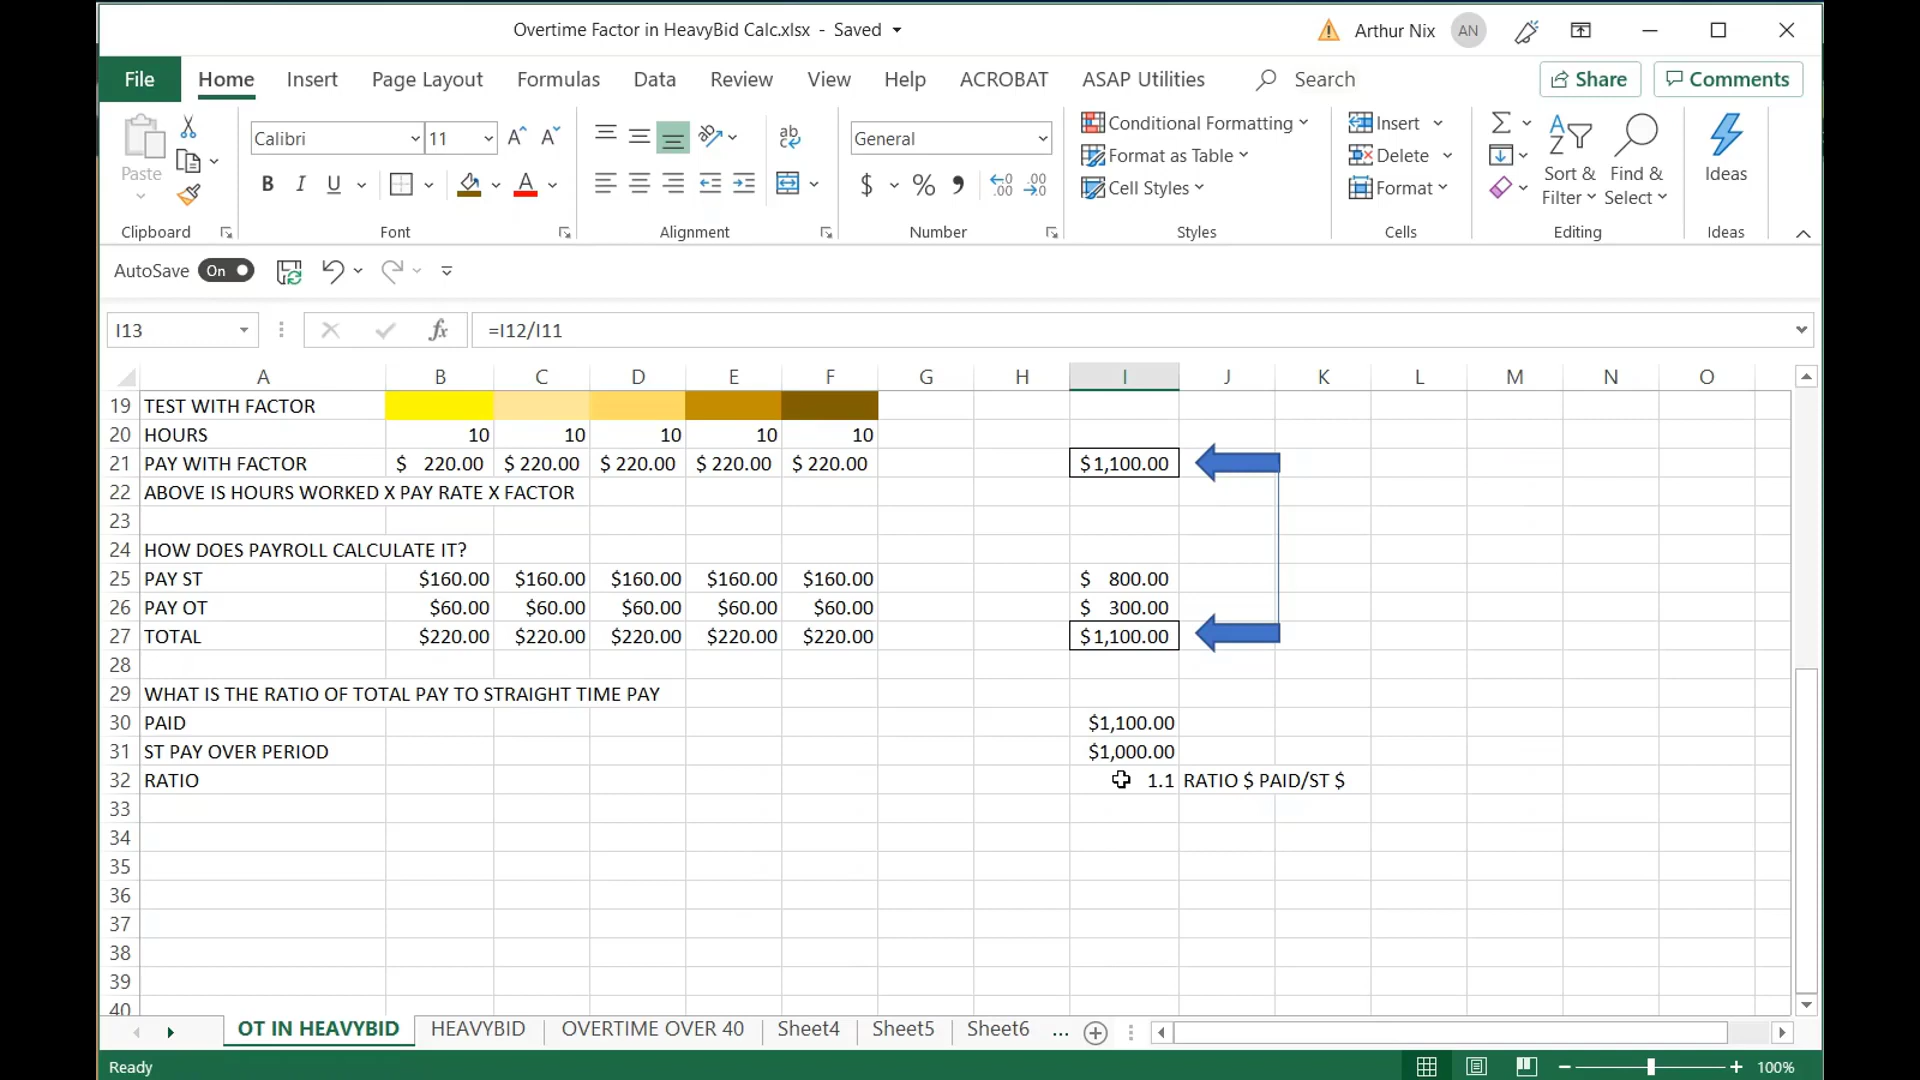 Overtime Factor in HeavyBid Calc.xlsx - Saved
Arthur Nix AN
File Home Insert Page Layout Formulas Data Review View Help ACROBAT ASAP Utilities Search Share Comments
Paste
Calibri 11 A A
ab
c
General
Conditional Formatting
Insert
Format as Table
Delete
B I U A
$ % , .00 .00
Cell Styles
Format
Sort & Filter
Find & Select
Ideas
Clipboard Font Alignment Number Styles Cells Editing Ideas
AutoSave On
I13 fx =I12/I11
A B C D E F G H I J K L M N O
19 TEST WITH FACTOR
20 HOURS 10 10 10 10 10
21 PAY WITH FACTOR $ 220.00 $ 220.00 $ 220.00 $ 220.00 $ 220.00 $1,100.00
22 ABOVE IS HOURS WORKED X PAY RATE X FACTOR
23
24 HOW DOES PAYROLL CALCULATE IT?
25 PAY ST $160.00 $160.00 $160.00 $160.00 $160.00 $ 800.00
26 PAY OT $60.00 $60.00 $60.00 $60.00 $60.00 $ 300.00
27 TOTAL $220.00 $220.00 $220.00 $220.00 $220.00 $1,100.00
28
29 WHAT IS THE RATIO OF TOTAL PAY TO STRAIGHT TIME PAY
30 PAID $1,100.00
31 ST PAY OVER PERIOD $1,000.00
32 RATIO 1.1 RATIO $ PAID/ST $
33
34
35
36
37
38
39
40
OT IN HEAVYBID HEAVYBID OVERTIME OVER 40 Sheet4 Sheet5 Sheet6 ...
Ready 100%